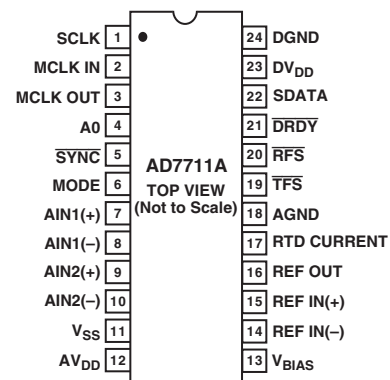 SCLK 1
MCLK IN 2
MCLK OUT 3
A0 4
SYNC 5
MODE 6
AIN1(+) 7
AIN1(–) 8
AIN2(+) 9
AIN2(–) 10
VSS 11
AVDD 12
AD7711A
TOP VIEW
(Not to Scale)
24 DGND
23 DVDD
22 SDATA
21 DRDY
20 RFS
19 TFS
18 AGND
17 RTD CURRENT
16 REF OUT
15 REF IN(+)
14 REF IN(–)
13 VBIAS